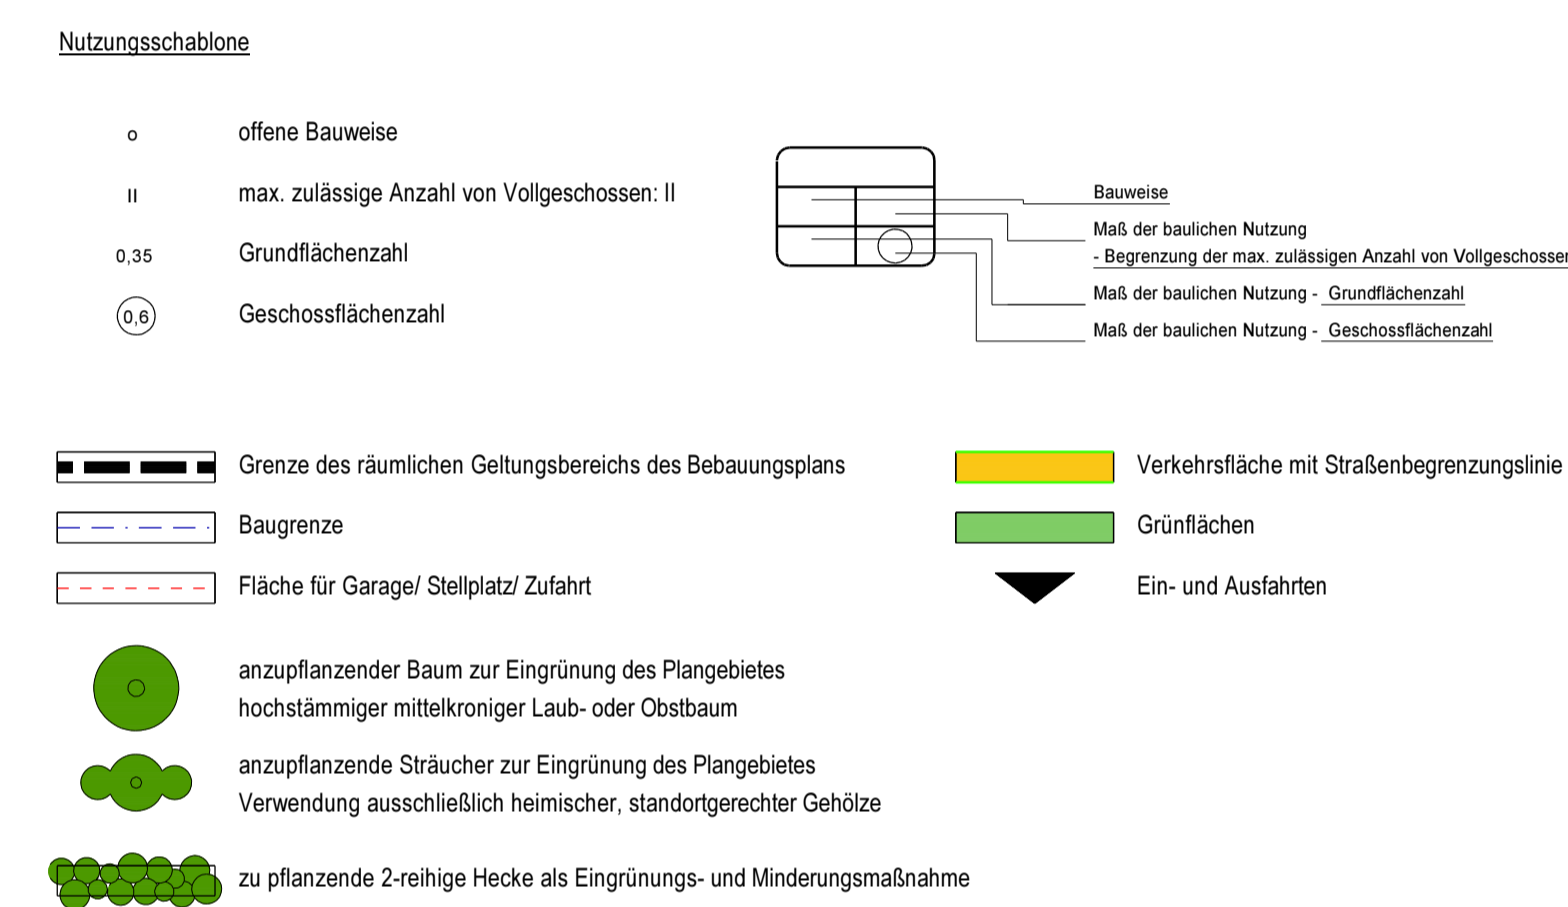 Nutzungsschablone
o offene Bauweise
II max. zulässige Anzahl von Vollgeschossen: II
0,35 Grundflächenzahl
0,6 Geschossflächenzahl
Bauweise
Maß der baulichen Nutzung
- Begrenzung der max. zulässigen Anzahl von Vollgeschossen
Maß der baulichen Nutzung - Grundflächenzahl
Maß der baulichen Nutzung - Geschossflächenzahl
Grenze des räumlichen Geltungsbereichs des Bebauungsplans
Baugrenze
Fläche für Garage/ Stellplatz/ Zufahrt
anzupflanzender Baum zur Eingrünung des Plangebietes
hochstämmiger mittelkroniger Laub- oder Obstbaum
anzupflanzende Sträucher zur Eingrünung des Plangebietes
Verwendung ausschließlich heimischer, standortgerechter Gehölze
zu pflanzende 2-reihige Hecke als Eingrünungs- und Minderungsmaßnahme
Verkehrsfläche mit Straßenbegrenzungslinie
Grünflächen
Ein- und Ausfahrten